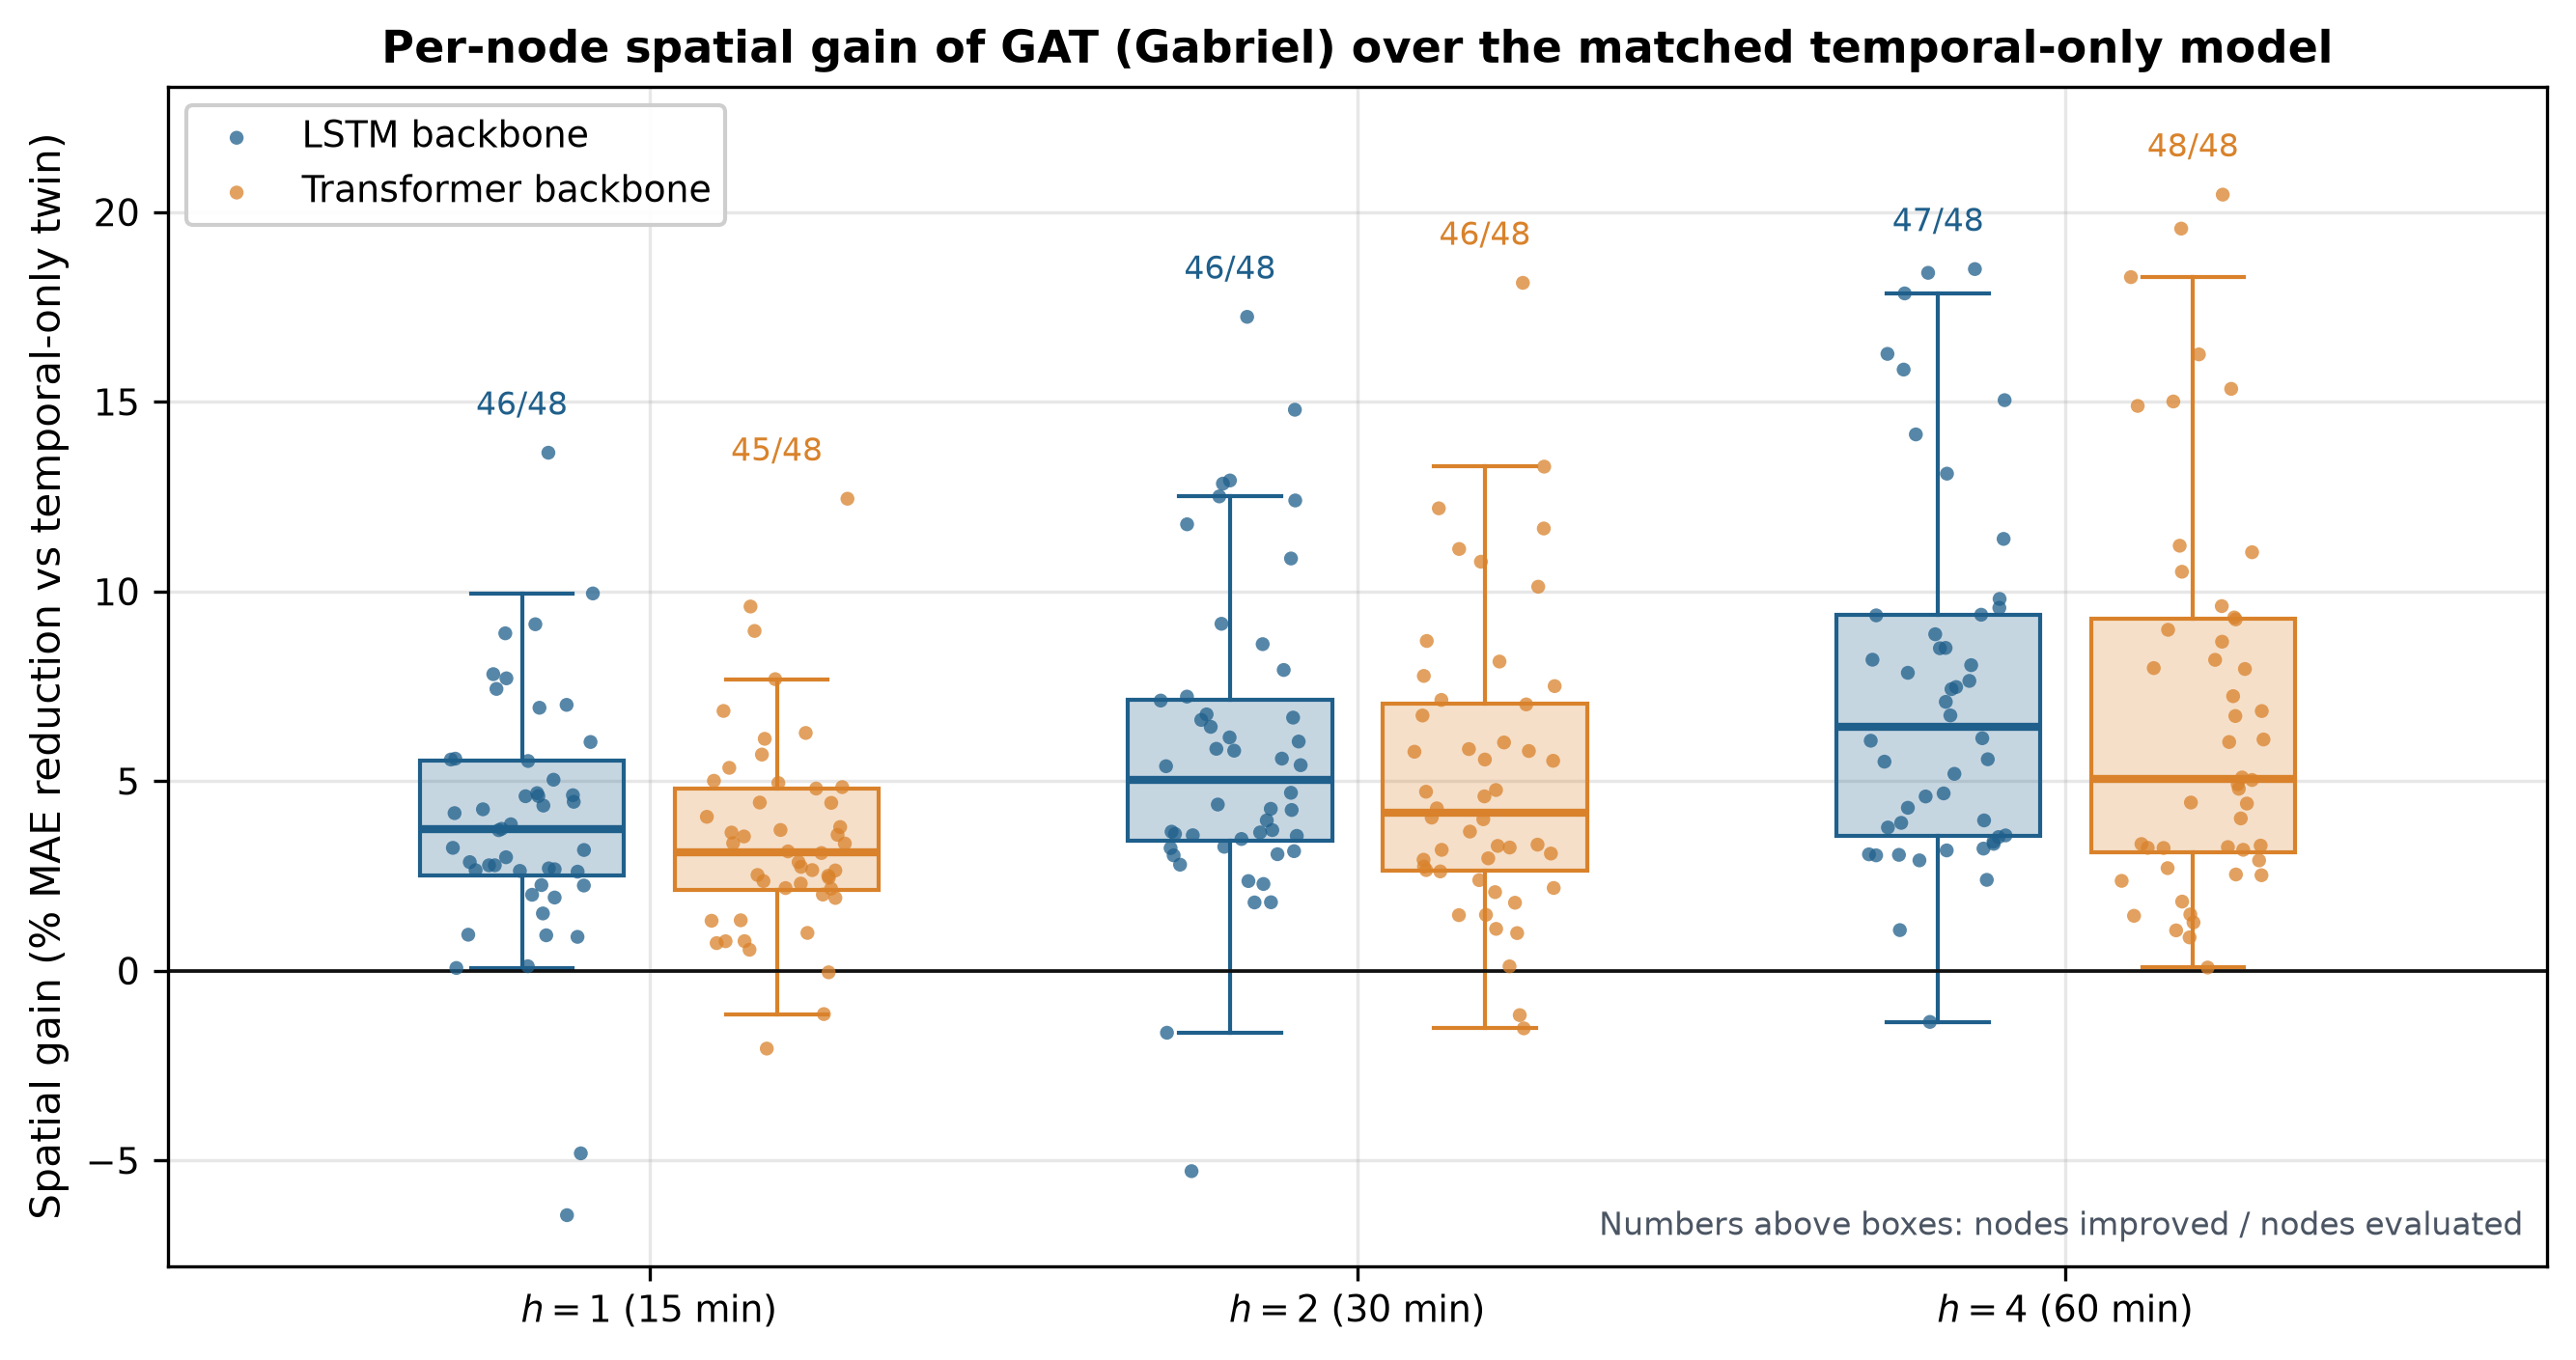 Per-node spatial gain of GAT (Gabriel) over the matched temporal-only model
Spatial gain (% MAE reduction vs temporal-only twin)
LSTM backbone
Transformer backbone
20
15
10
5
0
−5
46/48
45/48
46/48
46/48
47/48
48/48
Numbers above boxes: nodes improved / nodes evaluated
h = 1 (15 min)
h = 2 (30 min)
h = 4 (60 min)